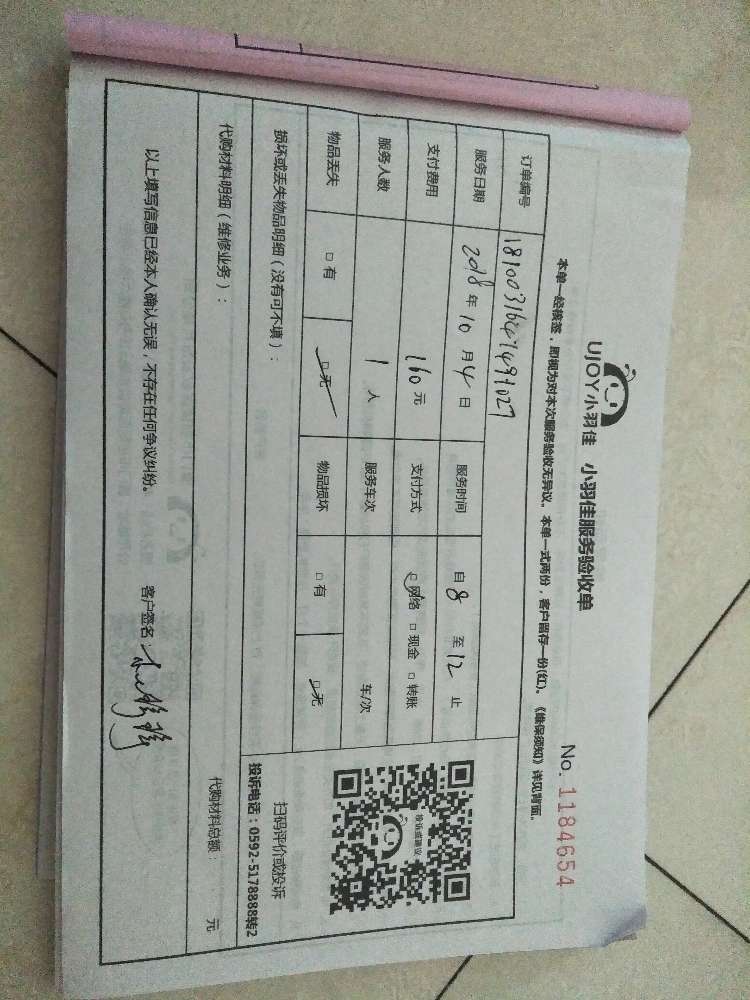 UJOY小羽佳 小羽佳服务验收单 No. 1184654
本单一经核签，即视为对本次服务验收无异议。本单一式两份，客户留存一份(红)。《维保须知》详见背面。
订单编号
服务日期 2018年10月4日 服务时间 自8至12止
支付费用 160元 支付方式 □网络 □现金 □转账
服务人数 1人 服务车次 车/次
物品丢失 □有 □无 物品损坏 □有 □无
投诉或建议
扫码评价或投诉
投诉电话：0592-5178888转2
损坏或丢失物品明细（没有可不填）：
代购材料明细（维修业务）： 代购材料总额： 元
以上填写信息已经本人确认无误，不存在任何争议纠纷。 客户签名：